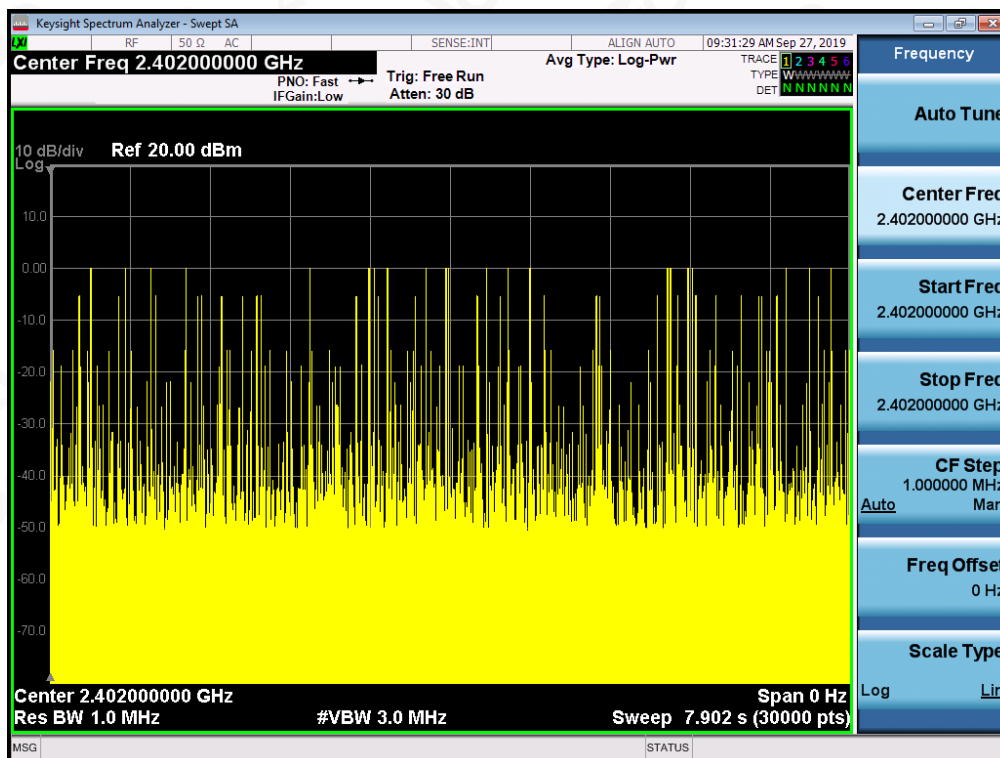 Keysight Spectrum Analyzer - Swept SA
LXI RF 50 Ω AC SENSE:INT ALIGN AUTO 09:31:29 AM Sep 27, 2019
Center Freq 2.402000000 GHz
Avg Type: Log-Pwr
TRACE 1 2 3 4 5 6
PNO: Fast
Trig: Free Run
TYPE W
IFGain:Low
Atten: 30 dB
DET N N N N N N
10 dB/div Ref 20.00 dBm
Log
10.0
0.00
-10.0
-20.0
-30.0
-40.0
-50.0
-60.0
-70.0
Center 2.402000000 GHz Span 0 Hz
Res BW 1.0 MHz #VBW 3.0 MHz Sweep 7.902 s (30000 pts)
MSG STATUS
Frequency
Auto Tune
Center Freq
2.402000000 GHz
Start Freq
2.402000000 GHz
Stop Freq
2.402000000 GHz
CF Step
1.000000 MHz
Auto Man
Freq Offset
0 Hz
Scale Type
Log Lin